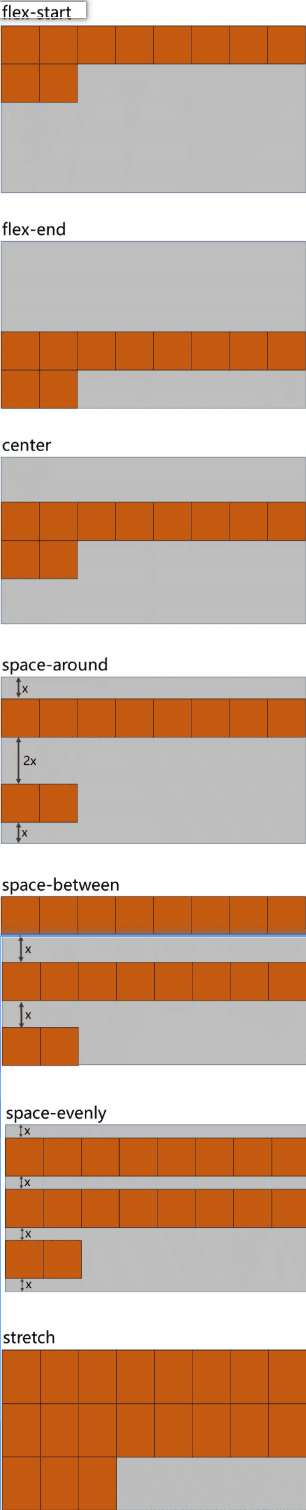 flex-start
flex-end
center
space-around
x
2x
x
space-between
x
x
space-evenly
x
x
x
x
stretch